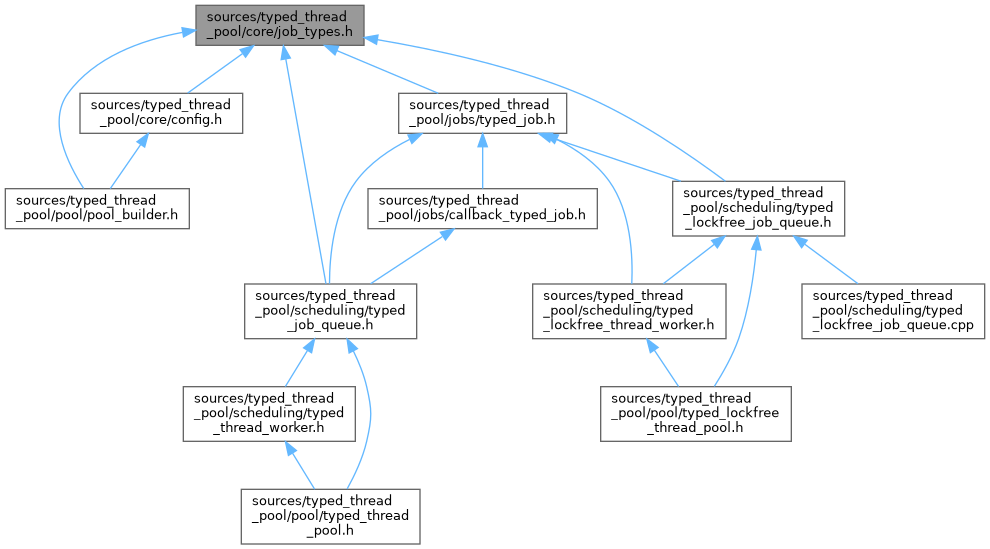 sources/typed_thread
_pool/core/job_types.h
sources/typed_thread
_pool/core/config.h
sources/typed_thread
_pool/jobs/typed_job.h
sources/typed_thread
_pool/pool/pool_builder.h
sources/typed_thread
_pool/jobs/callback_typed_job.h
sources/typed_thread
_pool/scheduling/typed
_lockfree_job_queue.h
sources/typed_thread
_pool/scheduling/typed
_job_queue.h
sources/typed_thread
_pool/scheduling/typed
_lockfree_thread_worker.h
sources/typed_thread
_pool/scheduling/typed
_lockfree_job_queue.cpp
sources/typed_thread
_pool/scheduling/typed
_thread_worker.h
sources/typed_thread
_pool/pool/typed_lockfree
_thread_pool.h
sources/typed_thread
_pool/pool/typed_thread
_pool.h